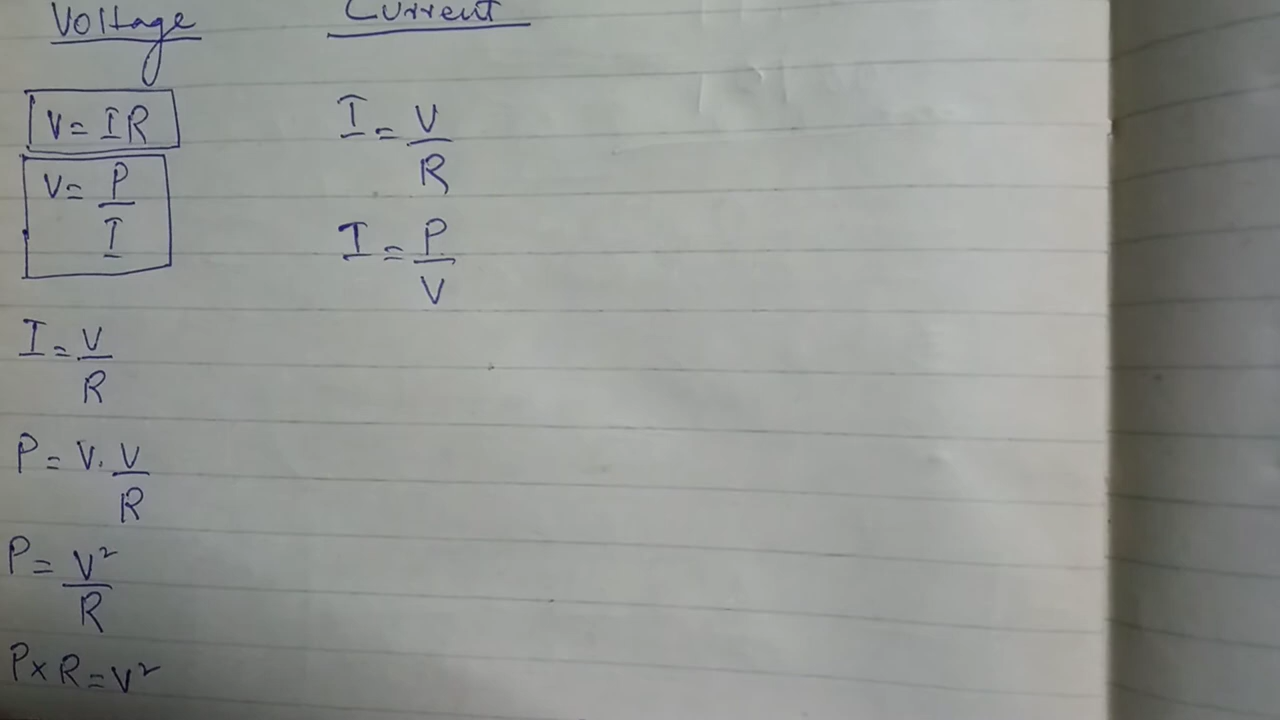 Voltage
V = IR
V = P/I
I = V/R
P = V. V/R
P = V²/R
P x R = V²
Current
I = V/R
I = P/V